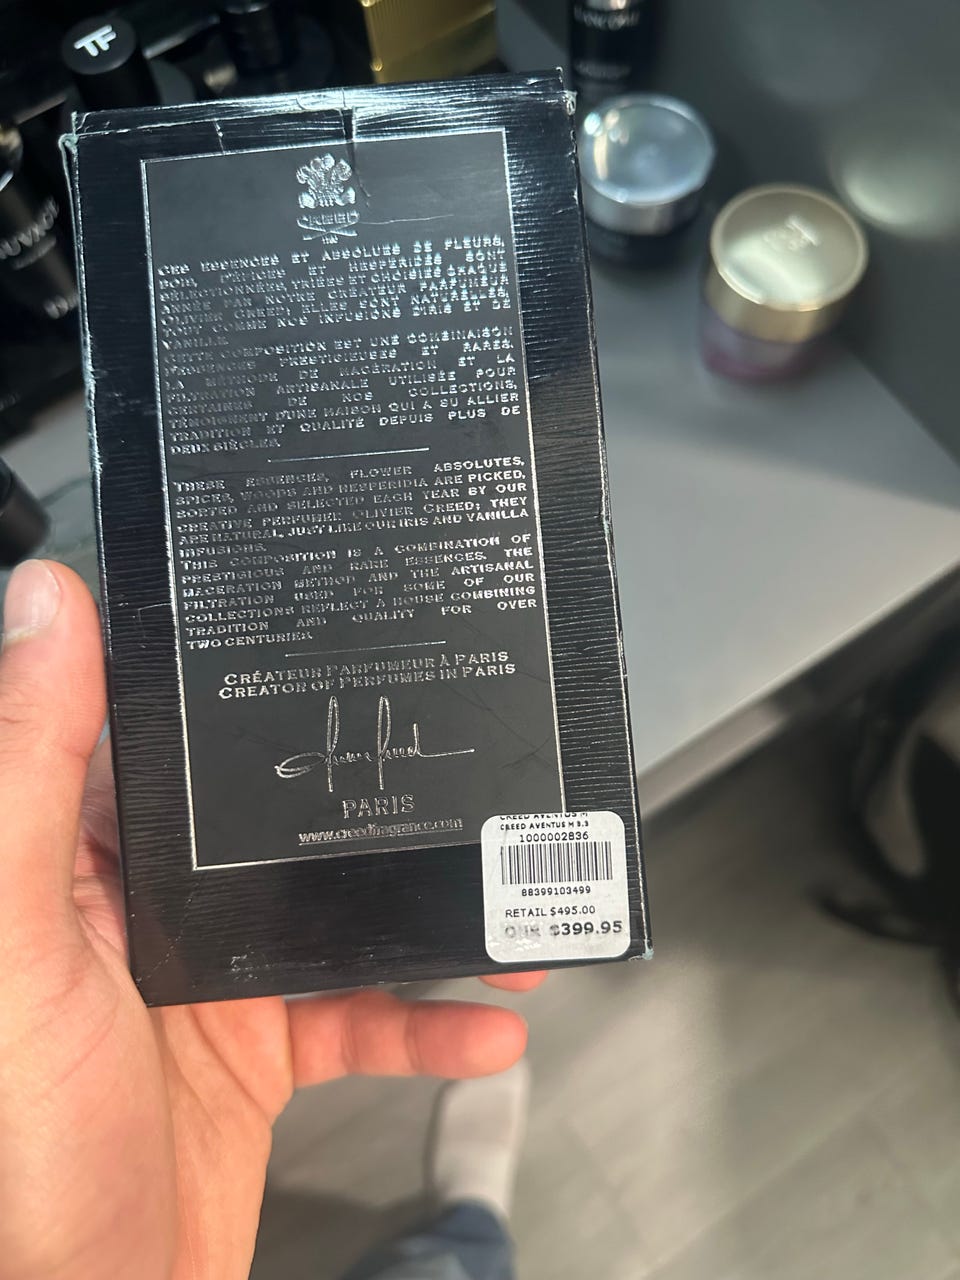 TF
CREED
CES ESSENCES ET ABSOLUES DE FLEURS,
BOIS, D'ÉPICES ET HESPÉRIDÉS SONT
SÉLECTIONNÉES, TRIÉES ET CHOISIES CHAQUE
ANNÉE PAR NOTRE CRÉATEUR PARFUMEUR
OLIVIER CREED, ELLES SONT NATURELLES,
TOUT COMME NOS INFUSIONS D'IRIS ET DE
VANILLE.
CETTE COMPOSITION EST UNE COMBINAISON
D'ESSENCES PRESTIGIEUSES ET RARES.
LA MÉTHODE DE MACÉRATION ET LA
FILTRATION ARTISANALE UTILISÉE POUR
CERTAINES DE NOS COLLECTIONS,
TÉMOIGNENT D'UNE MAISON QUI A SU ALLIER
TRADITION ET QUALITÉ DEPUIS PLUS DE
DEUX SIÈCLES.
THESE ESSENCES, FLOWER ABSOLUTES,
SPICES, WOODS AND HESPERIDIA ARE PICKED,
SORTED AND SELECTED EACH YEAR BY OUR
CREATIVE PERFUMER OLIVIER CREED; THEY
ARE NATURAL, JUST LIKE OUR IRIS AND VANILLA
INFUSIONS.
THIS COMPOSITION IS A COMBINATION OF
PRESTIGIOUS AND RARE ESSENCES. THE
MACERATION METHOD AND THE ARTISANAL
FILTRATION USED FOR SOME OF OUR
COLLECTIONS REFLECT A HOUSE COMBINING
TRADITION AND QUALITY FOR OVER
TWO CENTURIES.
CRÉATEUR PARFUMEUR À PARIS
CREATOR OF PERFUMES IN PARIS
PARIS
www.creedfragrance.com
CREED AVENTUS M
CREED AVENTUS M 3.3
1000002836
88399103499
RETAIL $495.00
OUR $399.95